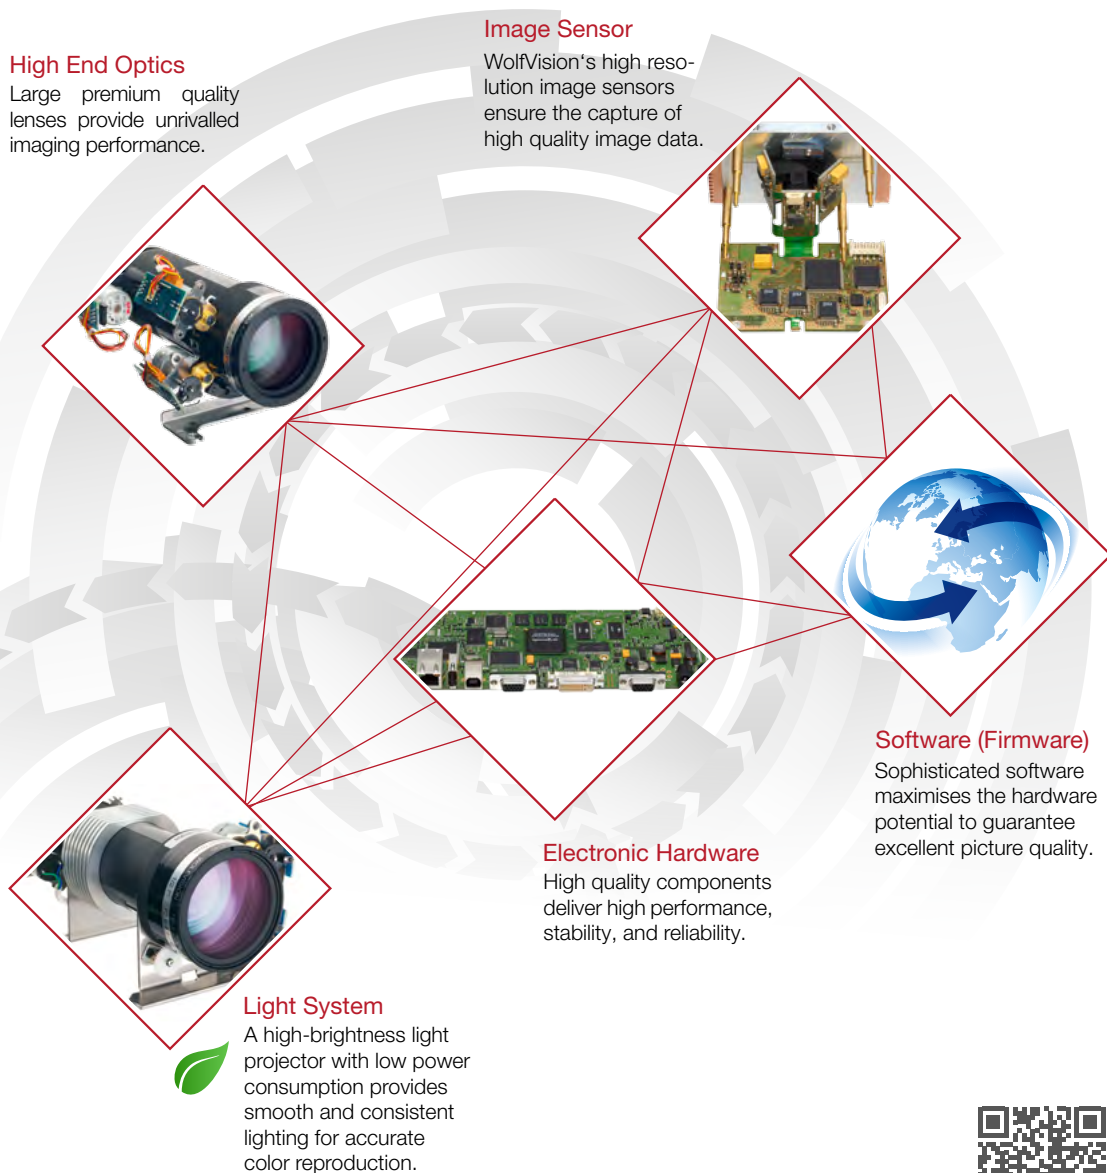 High End Optics
Large premium quality
lenses provide unrivalled
imaging performance.
Image Sensor
WolfVision‘s high reso-
lution image sensors
ensure the capture of
high quality image data.
Software (Firmware)
Sophisticated software
maximises the hardware
potential to guarantee
excellent picture quality.
Electronic Hardware
High quality components
deliver high performance,
stability, and reliability.
Light System
A high-brightness light
projector with low power
consumption provides
smooth and consistent
lighting for accurate
color reproduction.